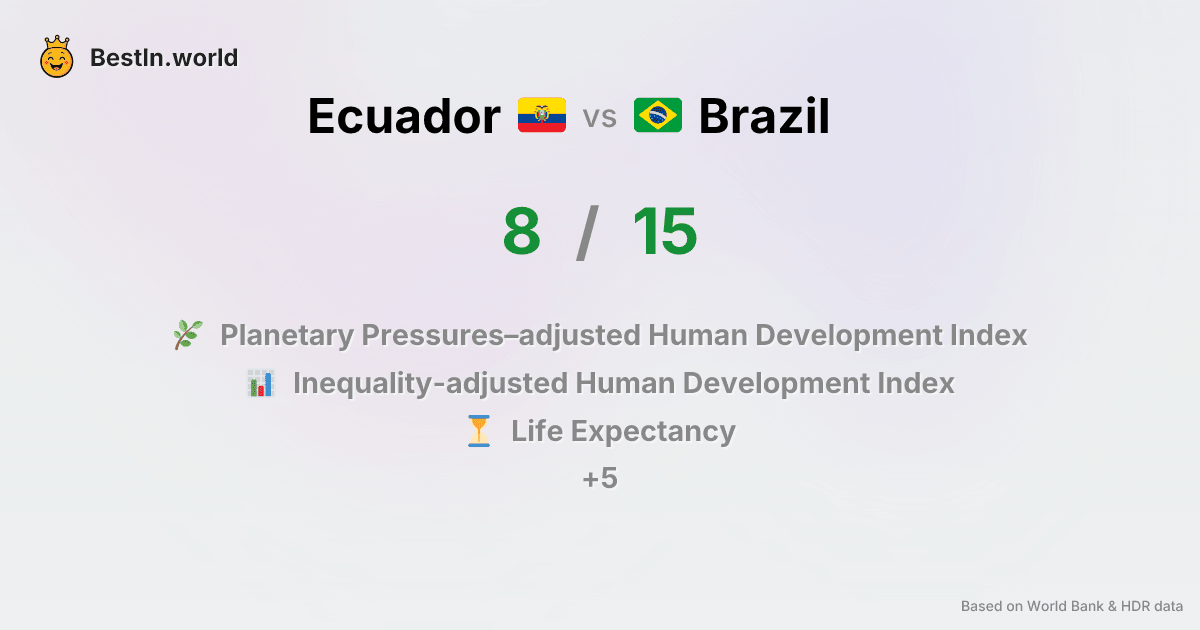 BestIn.world
Ecuador vs Brazil
8 / 15
Planetary Pressures–adjusted Human Development Index
Inequality-adjusted Human Development Index
Life Expectancy
+5
Based on World Bank & HDR data